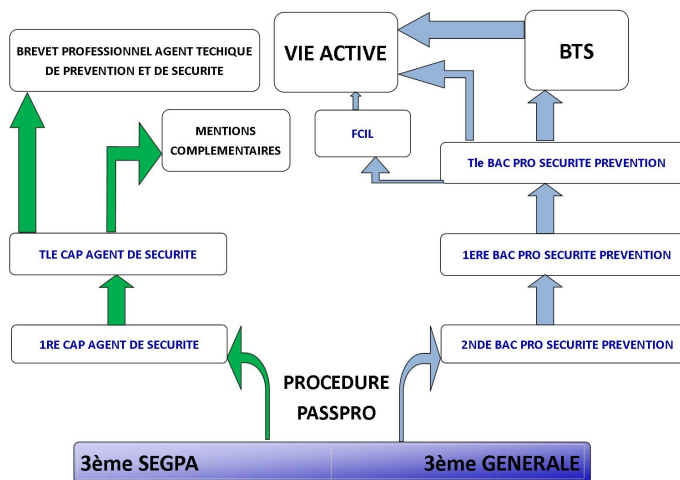 BREVET PROFESSIONNEL AGENT TECHIQUE
DE PREVENTION ET DE SECURITE
VIE ACTIVE
BTS
MENTIONS
COMPLEMENTAIRES
FCIL
Tle BAC PRO SECURITE PREVENTION
TLE CAP AGENT DE SECURITE
1ERE BAC PRO SECURITE PREVENTION
1RE CAP AGENT DE SECURITE
2NDE BAC PRO SECURITE PREVENTION
PROCEDURE
PASSPRO
3ème SEGPA
3ème GENERALE